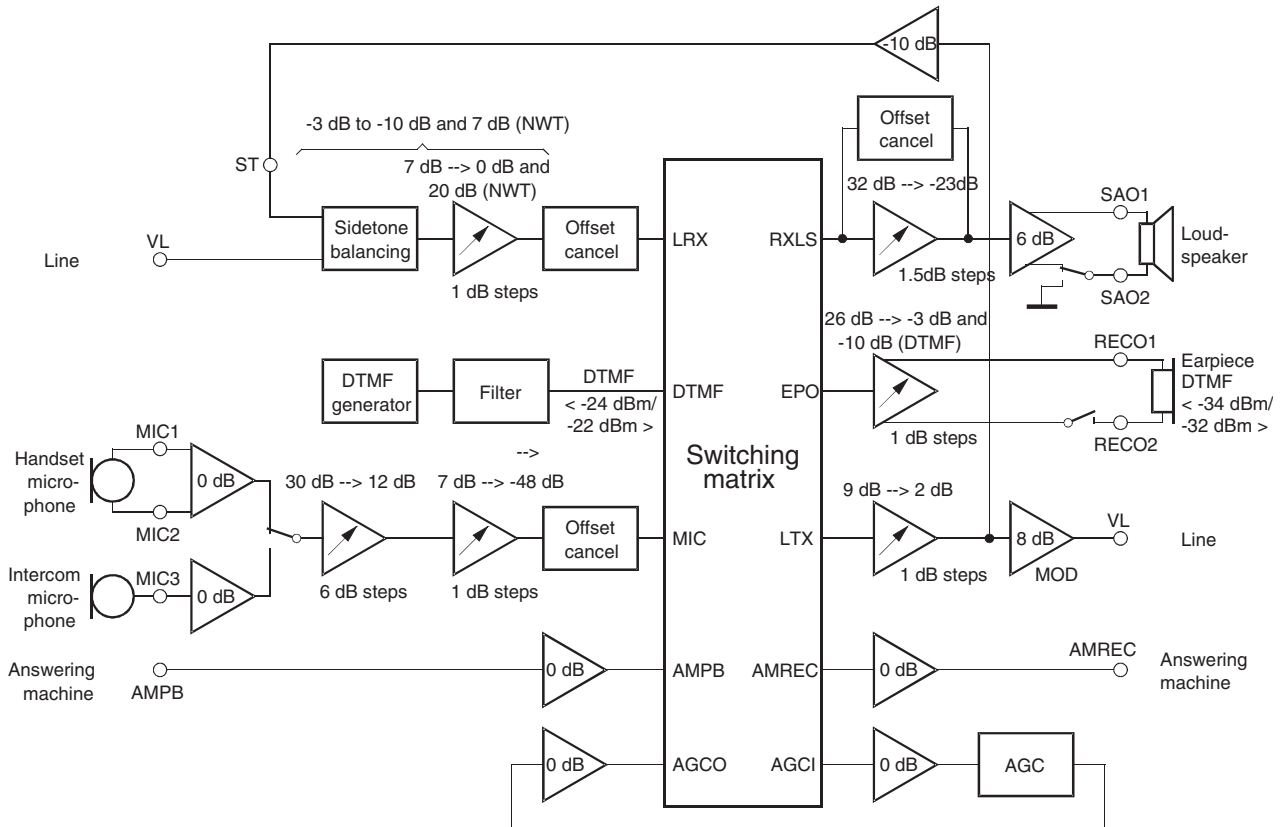 -10 dB
-3 dB to -10 dB and 7 dB (NWT)
Offset
cancel
ST
7 dB --> 0 dB and
20 dB (NWT)
32 dB --> -23dB
SAO1
Line
VL
Sidetone
balancing
Offset
cancel
LRX
RXLS
6 dB
Loud-
speaker
1 dB steps
1.5dB steps
SAO2
26 dB --> -3 dB and
-10 dB (DTMF)
RECO1
DTMF
generator
Filter
DTMF
< -24 dBm/
-22 dBm >
DTMF
EPO
Earpiece
DTMF
< -34 dBm/
-32 dBm >
1 dB steps
RECO2
MIC1
Handset
micro-
phone
0 dB
MIC2
-->
30 dB --> 12 dB
7 dB --> -48 dB
Switching
matrix
9 dB --> 2 dB
VL
Offset
cancel
MIC
LTX
8 dB
Line
6 dB steps
1 dB steps
1 dB steps
MOD
Intercom
micro-
phone
MIC3
0 dB
Answering
machine
AMPB
0 dB
AMPB
AMREC
0 dB
AMREC
Answering
machine
0 dB
AGCO
AGCI
0 dB
AGC